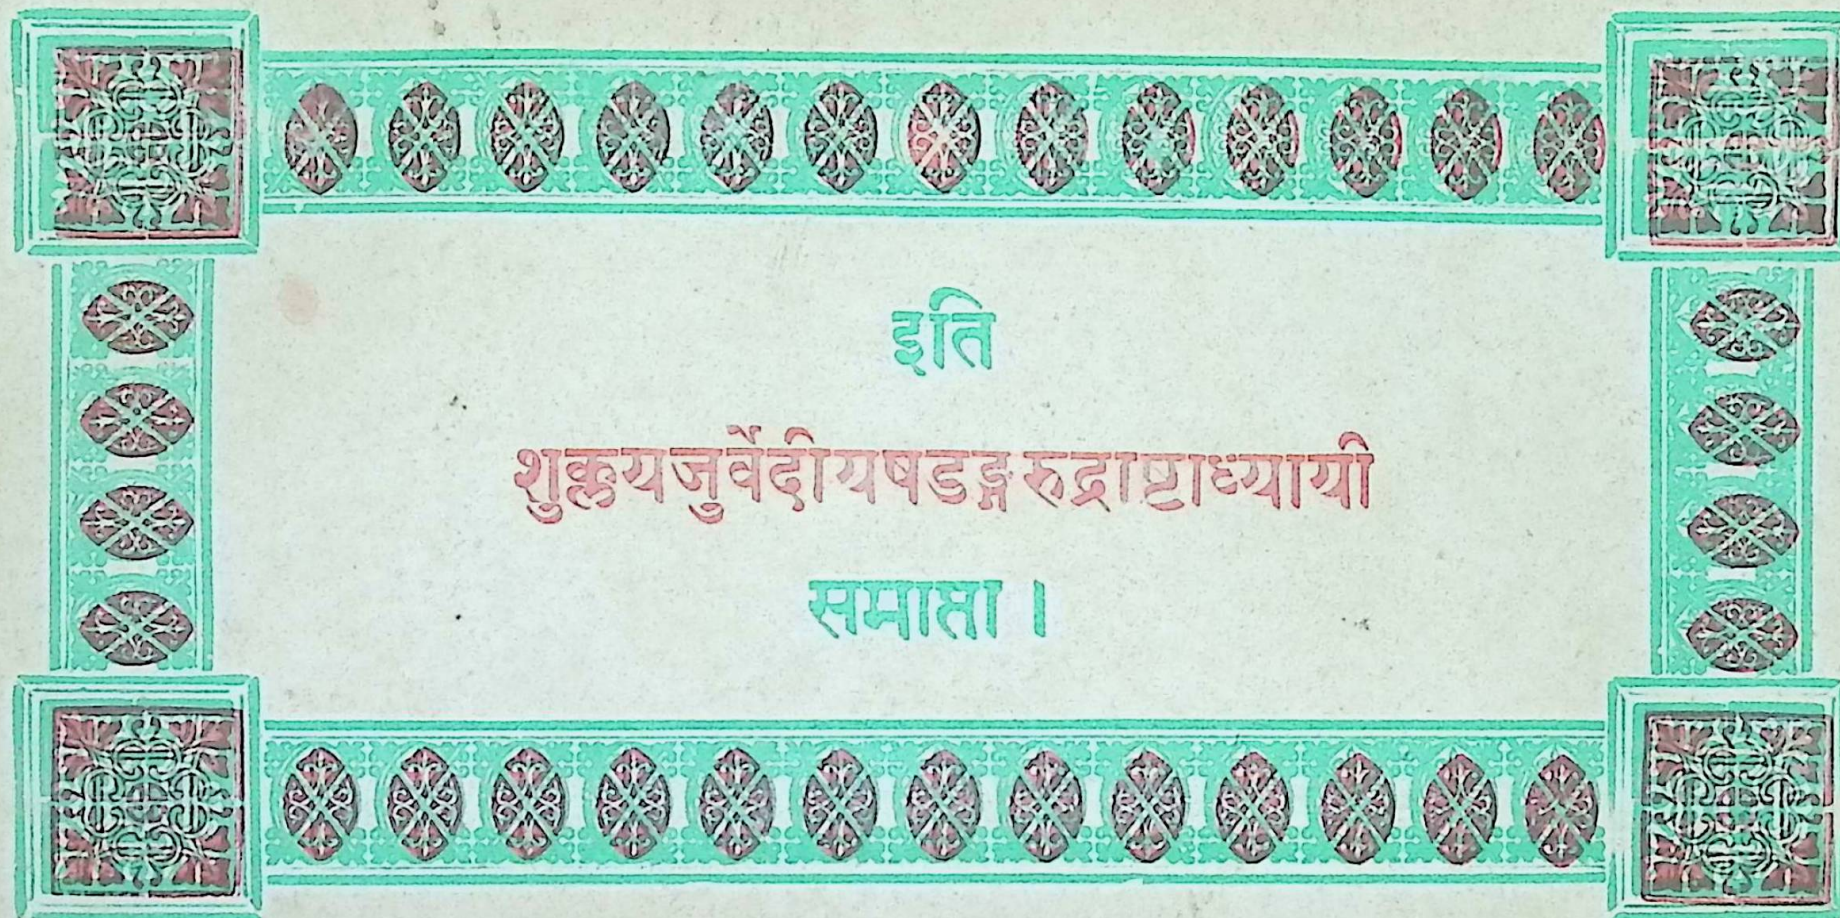 इति
शुक्लयजुर्वेदीयषडङ्गरुद्राष्टाध्यायी
समाप्ता ।